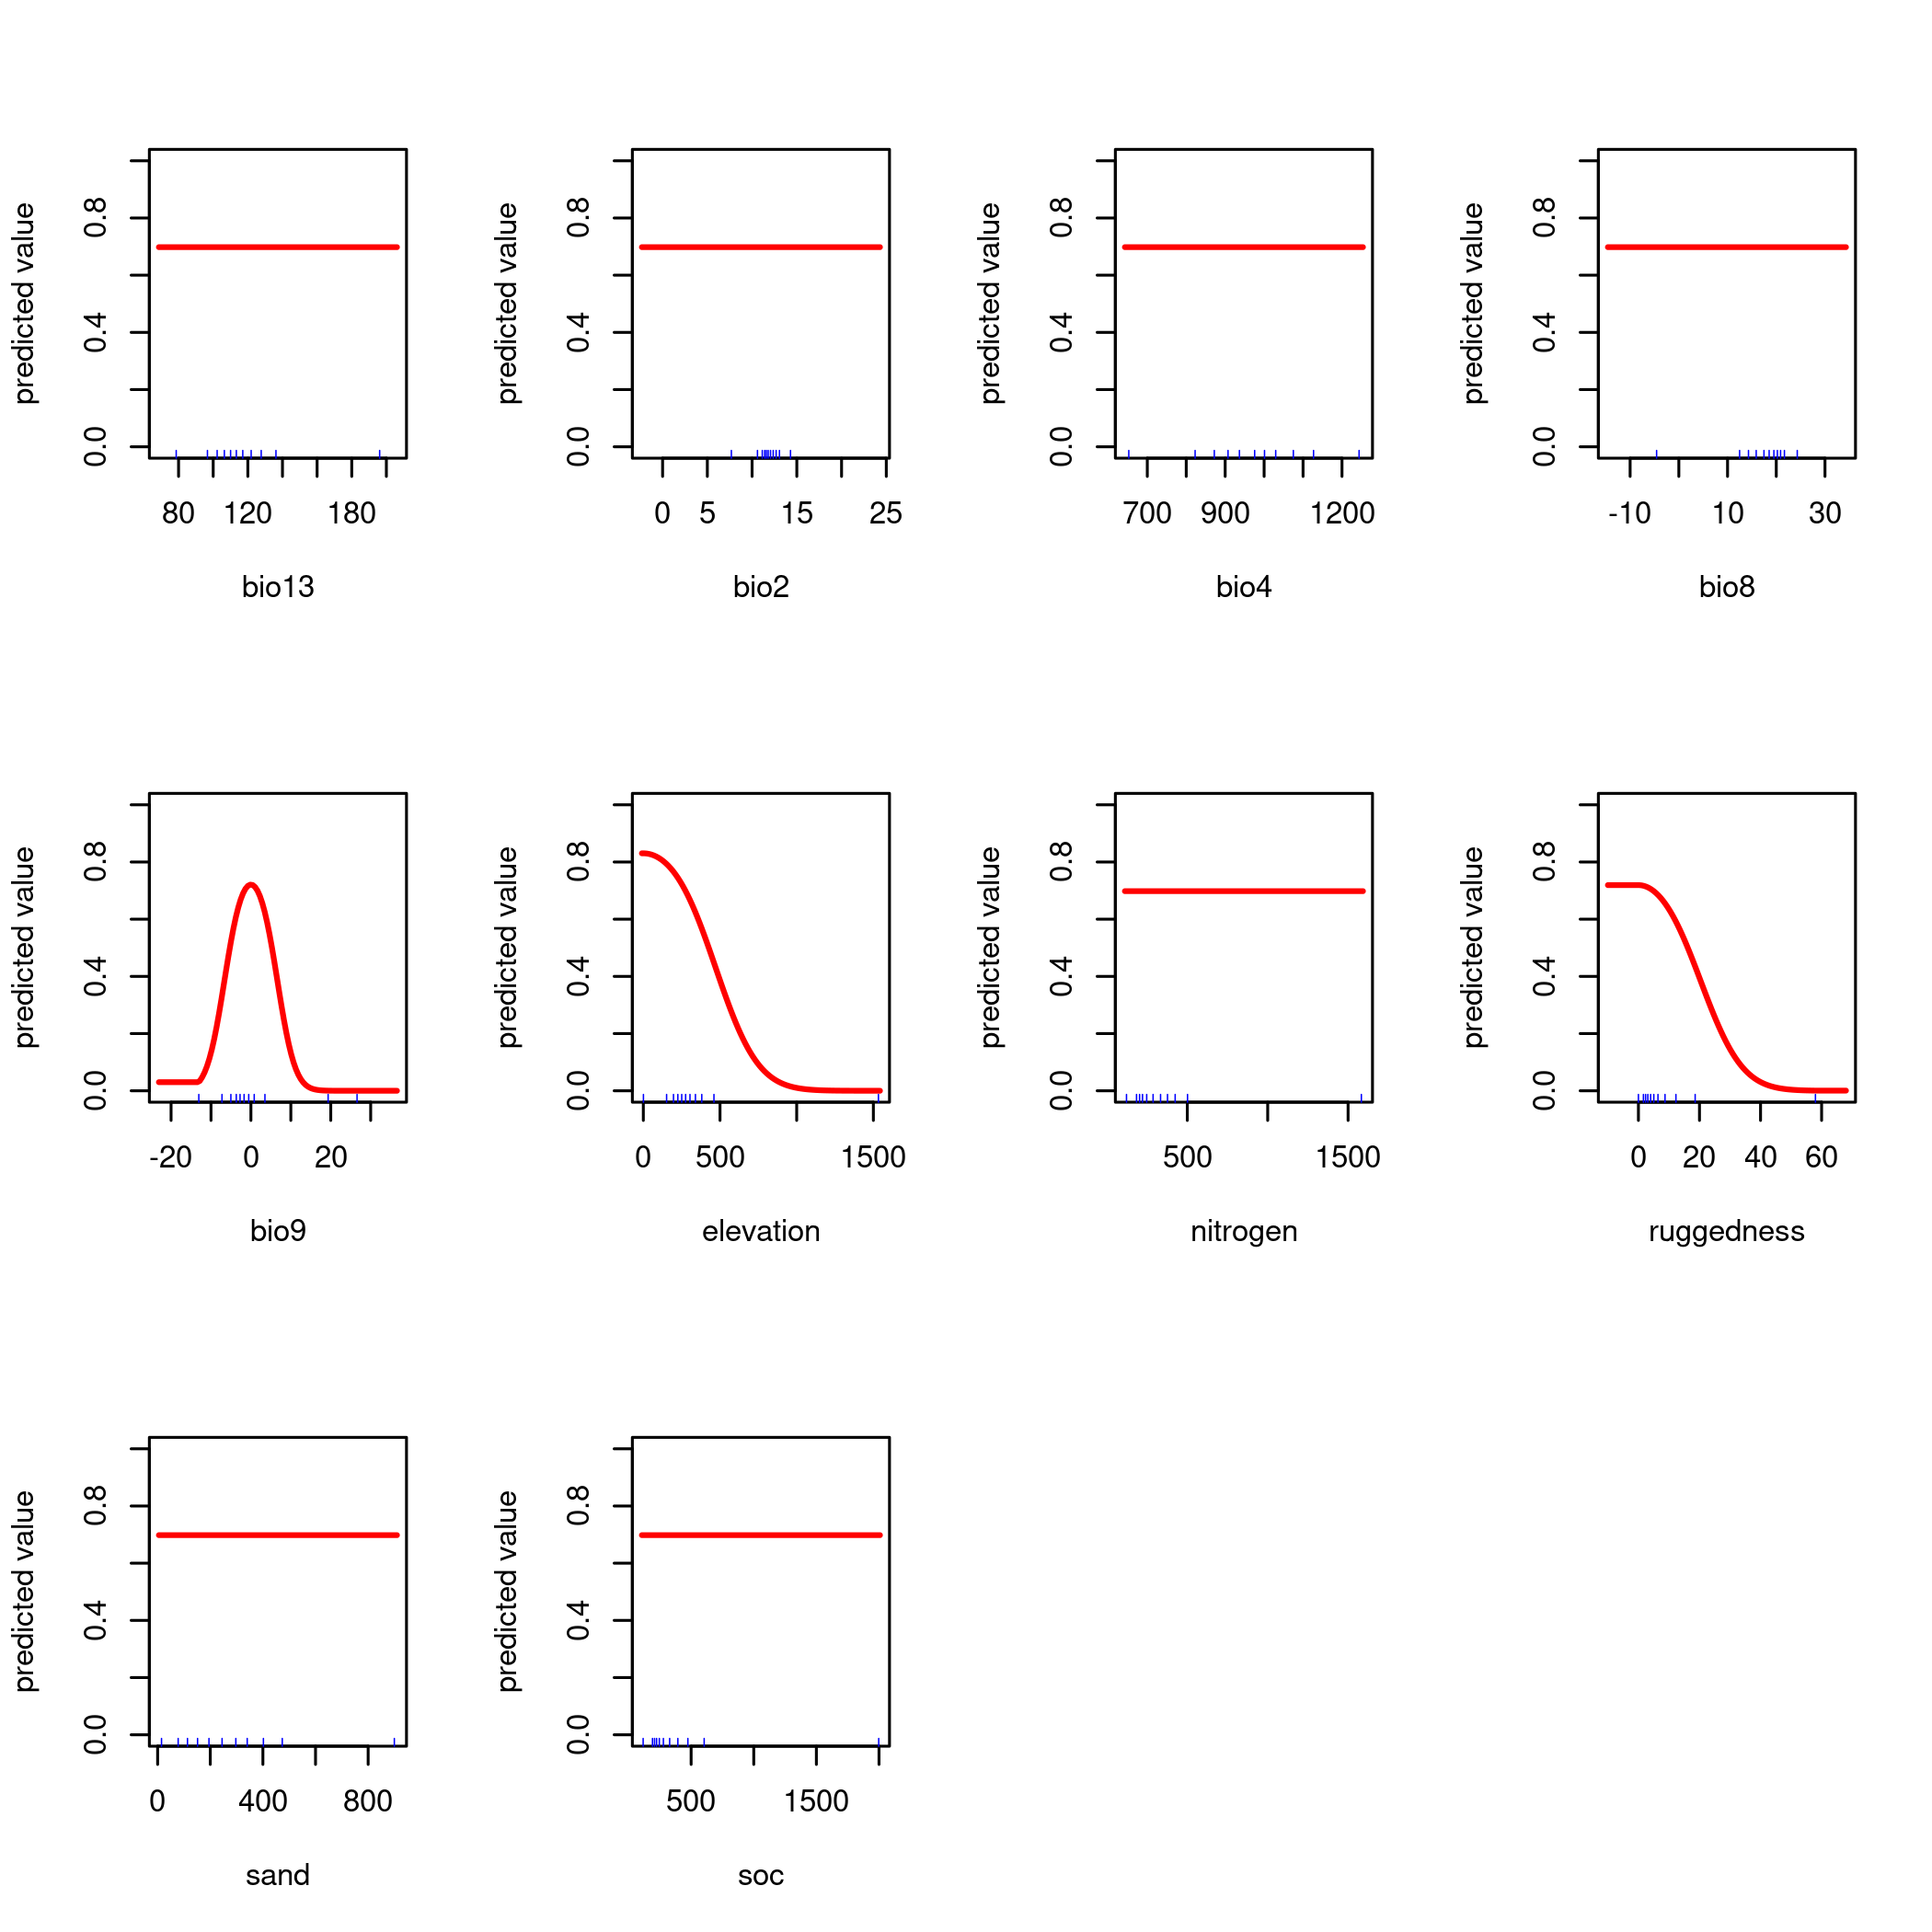 predicted value
0.0 0.4 0.8
80 120 180
bio13
predicted value
0.0 0.4 0.8
0 5 15 25
bio2
predicted value
0.0 0.4 0.8
700 900 1200
bio4
predicted value
0.0 0.4 0.8
-10 10 30
bio8
predicted value
0.0 0.4 0.8
-20 0 20
bio9
predicted value
0.0 0.4 0.8
0 500 1500
elevation
predicted value
0.0 0.4 0.8
500 1500
nitrogen
predicted value
0.0 0.4 0.8
0 20 40 60
ruggedness
predicted value
0.0 0.4 0.8
0 400 800
sand
predicted value
0.0 0.4 0.8
500 1500
soc